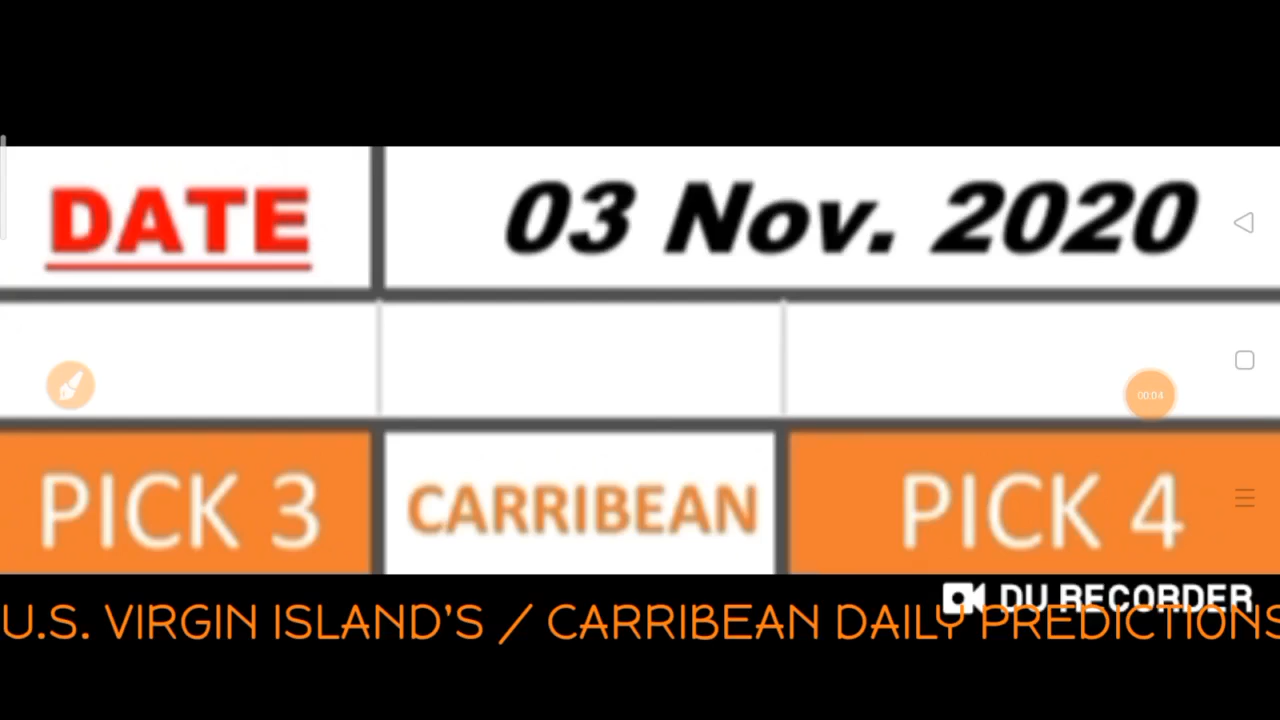 DATE 03 Nov. 2020
00:04
PICK 3 CARRIBEAN PICK 4
DU RECORDER
U.S. VIRGIN ISLAND'S / CARRIBEAN DAILY PREDICTIONS